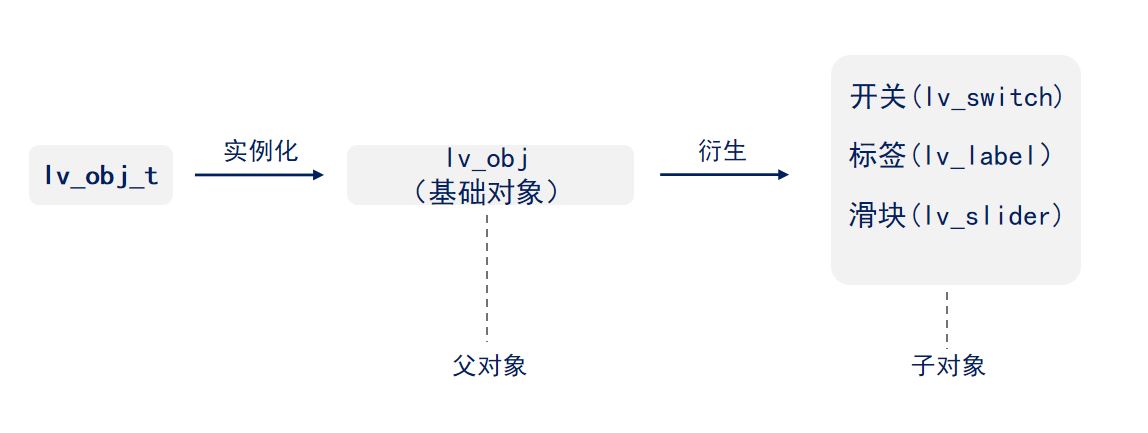 lv_obj_t
实例化
lv_obj
（基础对象）
衍生
开关(lv_switch)
标签(lv_label)
滑块(lv_slider)
父对象
子对象